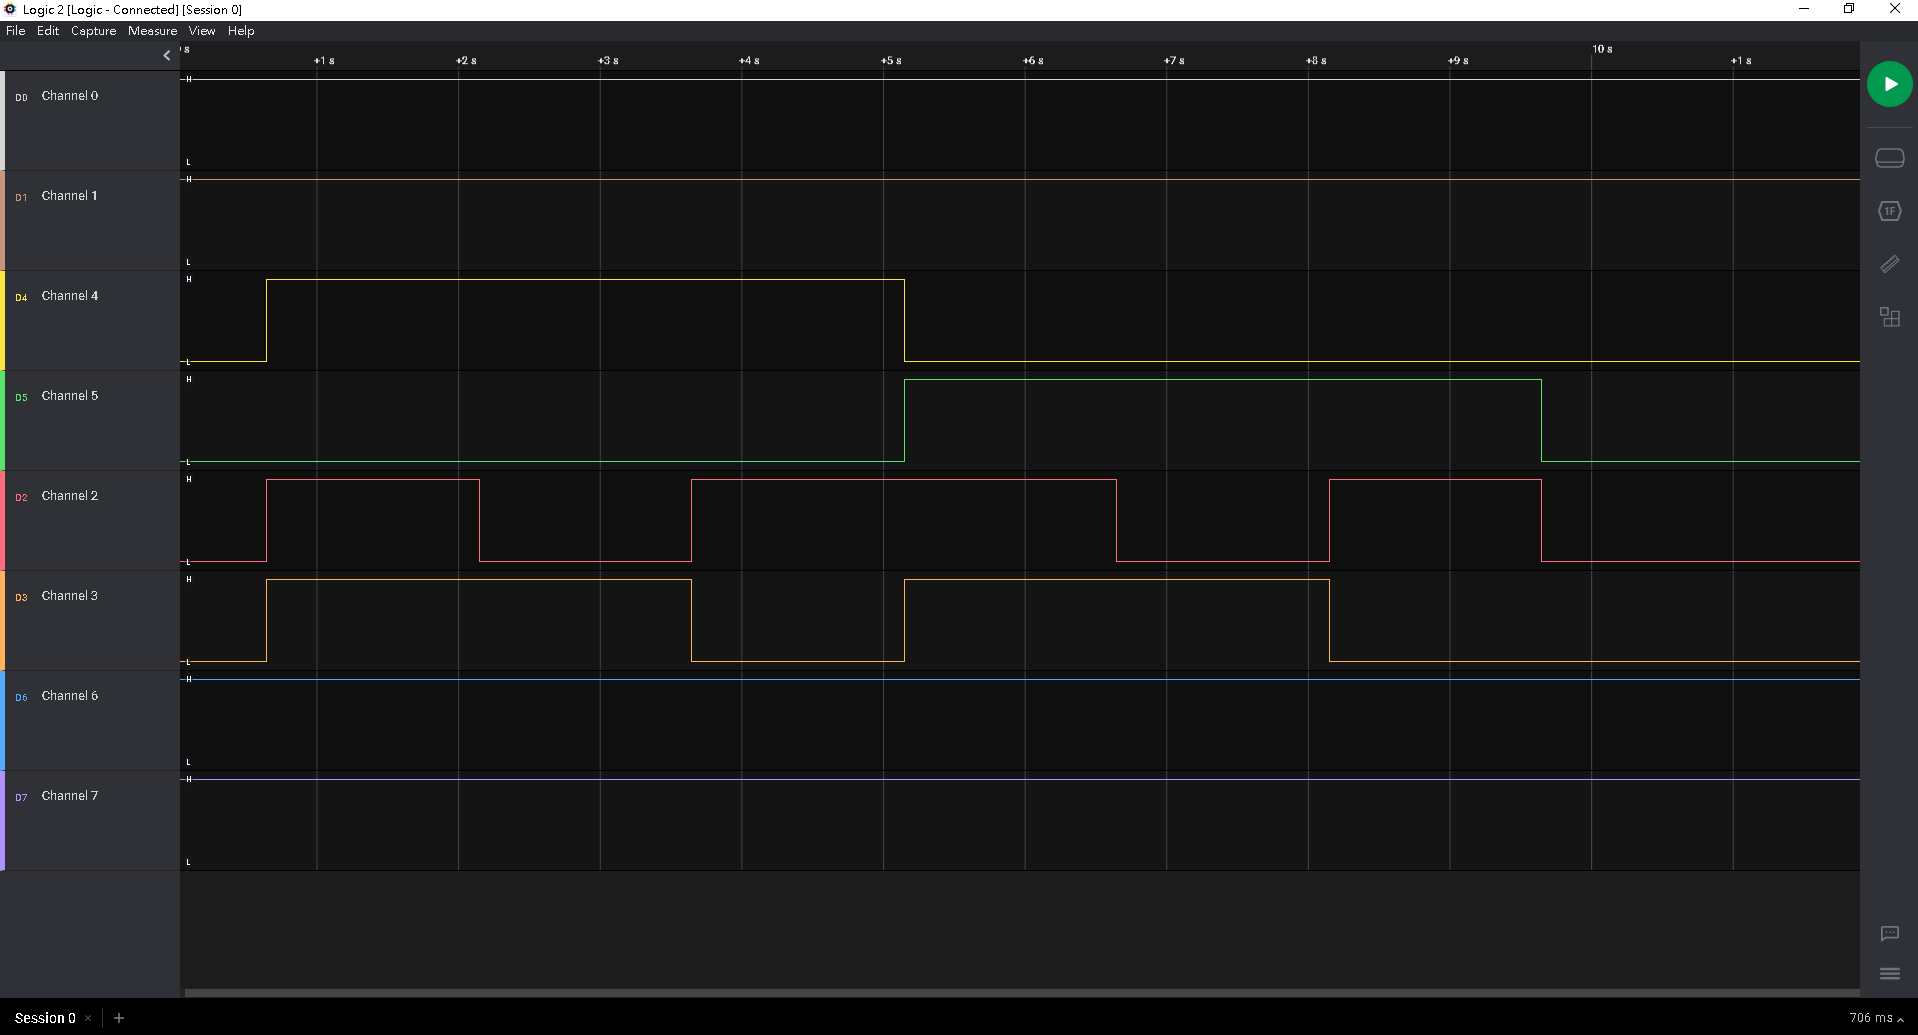 Logic 2 [Logic - Connected] [Session 0]
File Edit Capture Measure View Help
s 10 s
+1 s +2 s +3 s +4 s +5 s +6 s +7 s +8 s +9 s +1 s
H
D0 Channel 0
L
H
D1 Channel 1
L
H
D4 Channel 4
L
H
D5 Channel 5
L
H
D2 Channel 2
L
H
D3 Channel 3
L
H
D6 Channel 6
L
H
D7 Channel 7
L
1F
Session 0 × +
706 ms